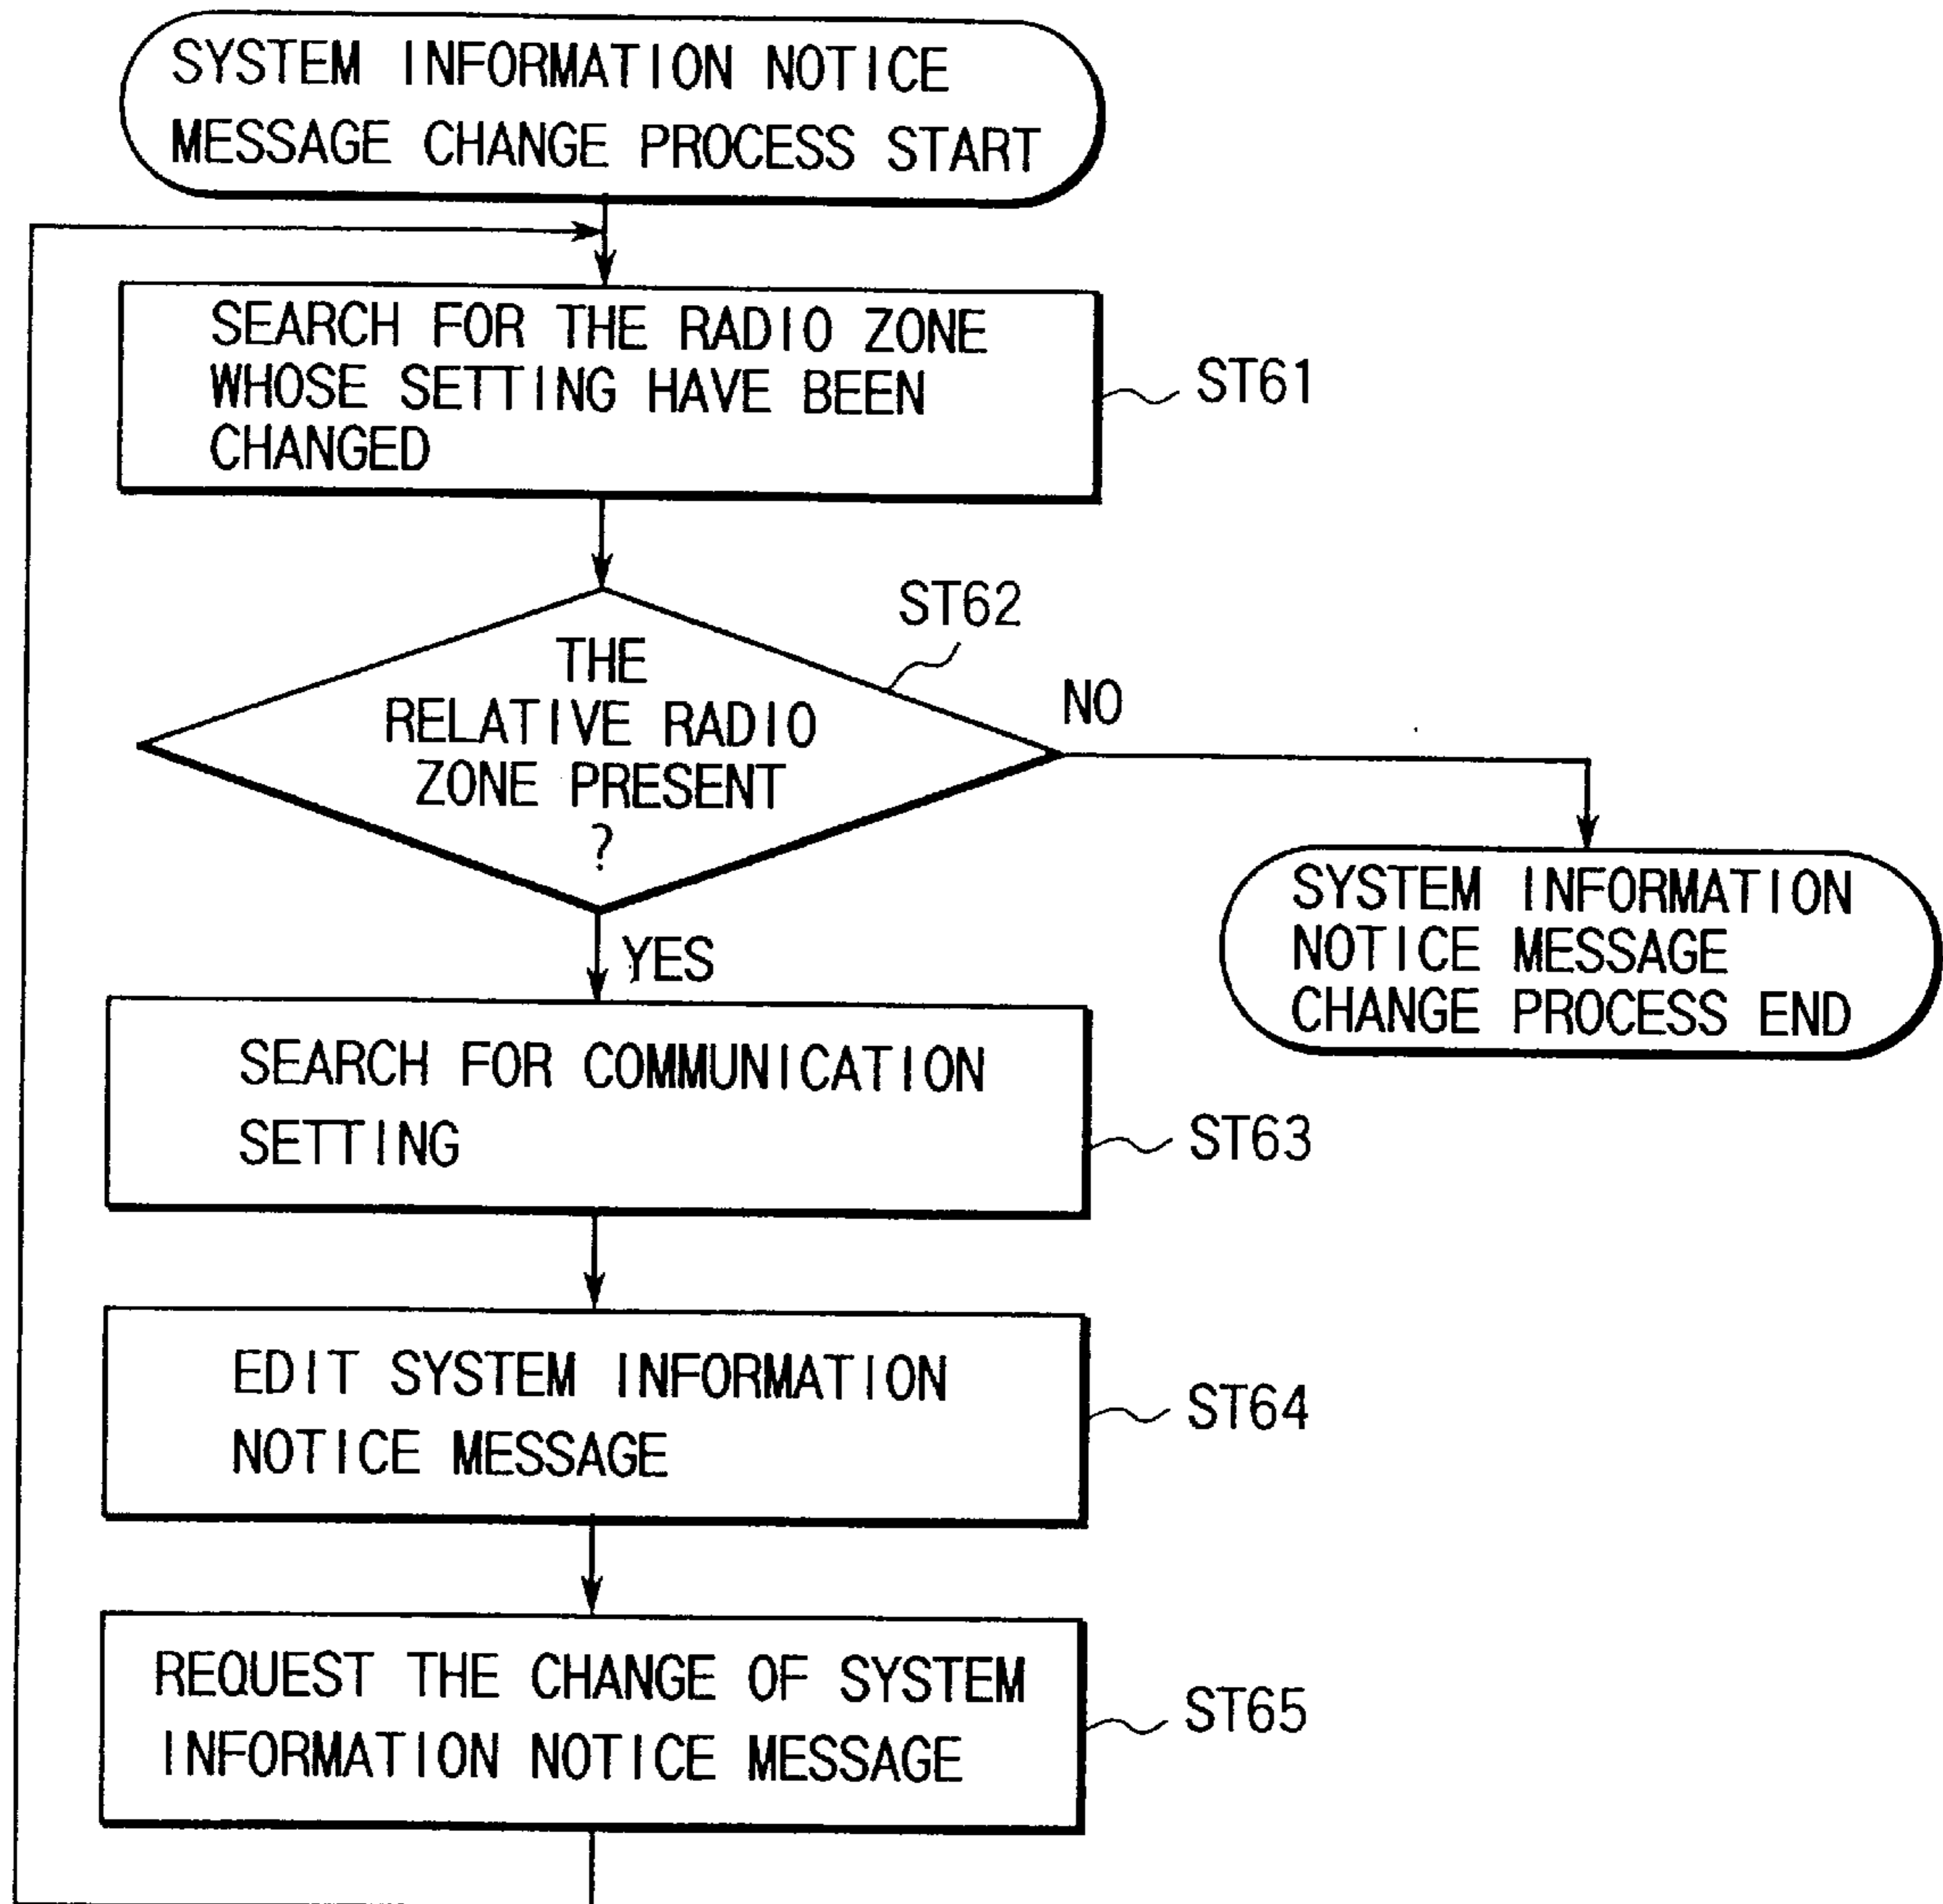 SYSTEM INFORMATION NOTICE
MESSAGE CHANGE PROCESS START
SEARCH FOR THE RADIO ZONE
WHOSE SETTING HAVE BEEN
CHANGED
ST61
ST62
THE
RELATIVE RADIO
ZONE PRESENT
?
NO
YES
SYSTEM INFORMATION
NOTICE MESSAGE
CHANGE PROCESS END
SEARCH FOR COMMUNICATION
SETTING
ST63
EDIT SYSTEM INFORMATION
NOTICE MESSAGE
ST64
REQUEST THE CHANGE OF SYSTEM
INFORMATION NOTICE MESSAGE
ST65